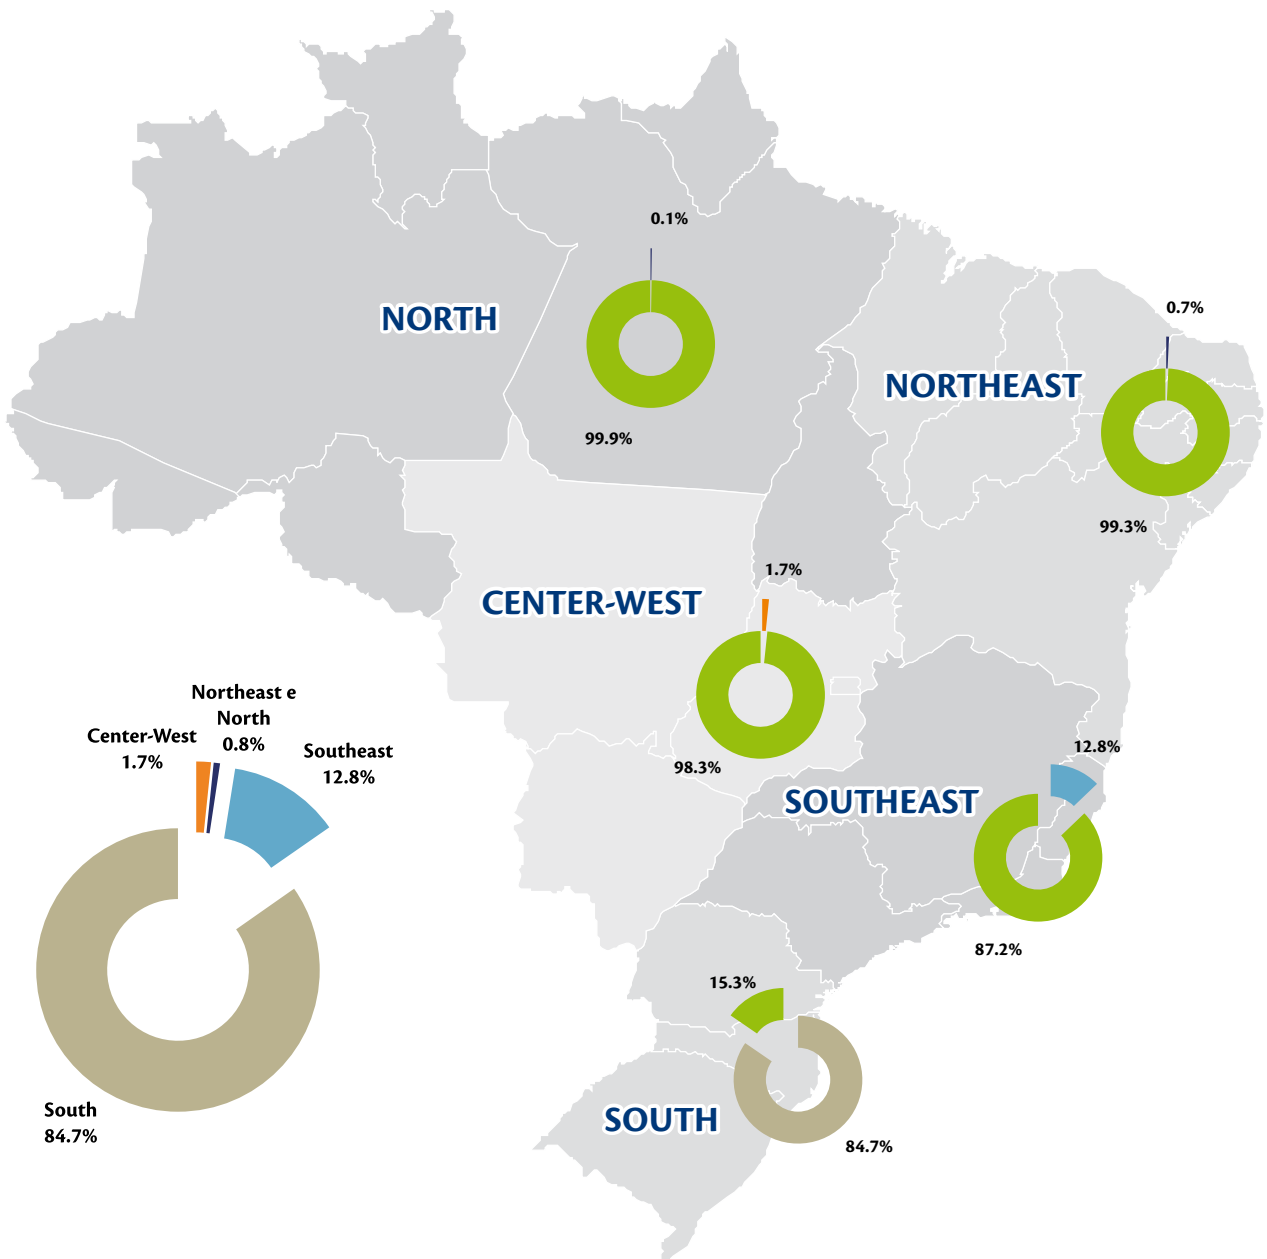 0.1%
NORTH
99.9%
0.7%
NORTHEAST
99.3%
1.7%
CENTER-WEST
98.3%
Northeast e
North
0.8%
Center-West
1.7%
Southeast
12.8%
South
84.7%
12.8%
SOUTHEAST
87.2%
15.3%
SOUTH
84.7%